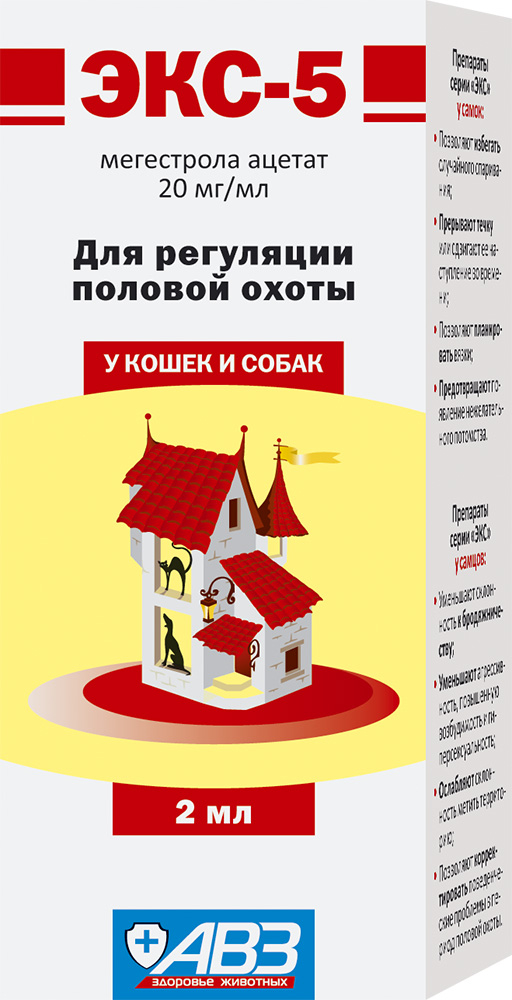 ЭКС-5
мегестрола ацетат
20 мг/мл
Для регуляции
половой охоты
У КОШЕК И СОБАК
2 мл
АВЗ
здоровье животных
Препараты
серии «ЭКС»
у самок:
• Позволяют избегать
случайного спарива-
ния;
• Прерывают течку
или сдвигают ее на-
ступление во време-
ни;
• Позволяют планиро-
вать вязки;
• Предотвращают по-
явление нежелатель-
ного потомства.
Препараты
серии «ЭКС»
у самцов:
• Уменьшают склон-
ность к бродяжниче-
ству;
• Уменьшают агрессив-
ность, повышенную
возбудимость и ги-
персексуальность;
• Ослабляют склон-
ность метить террито-
рию;
• Позволяют коррек-
тировать поведенче-
ские проблемы в пе-
риод половой охоты.